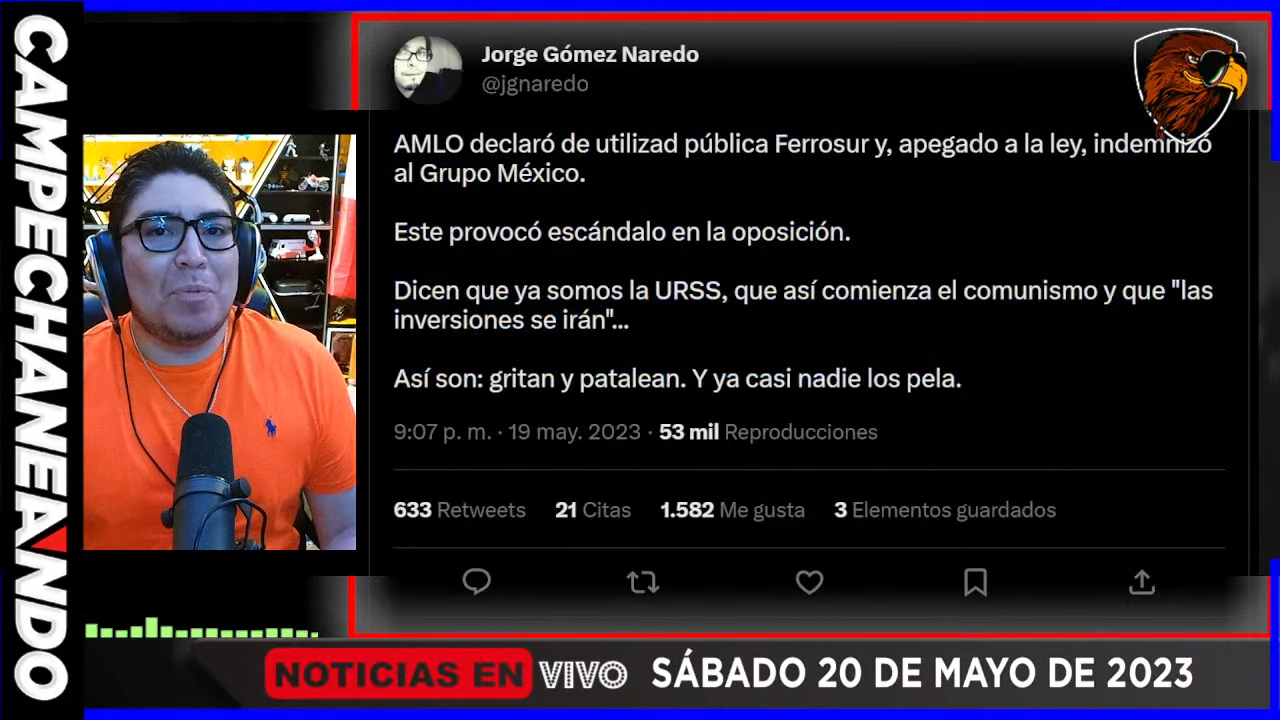 CAMPECHANEANDO
Jorge Gómez Naredo
@jgnaredo
AMLO declaró de utilizad pública Ferrosur y, apegado a la ley, indemnizó
al Grupo México.
Este provocó escándalo en la oposición.
Dicen que ya somos la URSS, que así comienza el comunismo y que "las
inversiones se irán"...
Así son: gritan y patalean. Y ya casi nadie los pela.
9:07 p. m. · 19 may. 2023 · 53 mil Reproducciones
633 Retweets 21 Citas 1.582 Me gusta 3 Elementos guardados
NOTICIAS EN VIVO SÁBADO 20 DE MAYO DE 2023